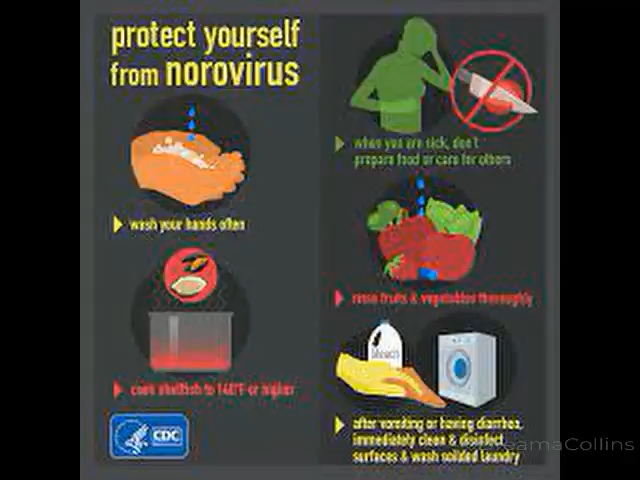 protect yourself
from norovirus
wash your hands often
cook shellfish to 140°F or higher
CDC
when you are sick, don't
prepare food or care for others
rinse fruits & vegetables thoroughly
bleach
after vomiting or having diarrhea,
immediately clean & disinfect
surfaces & wash soiled laundry
eamaCollins